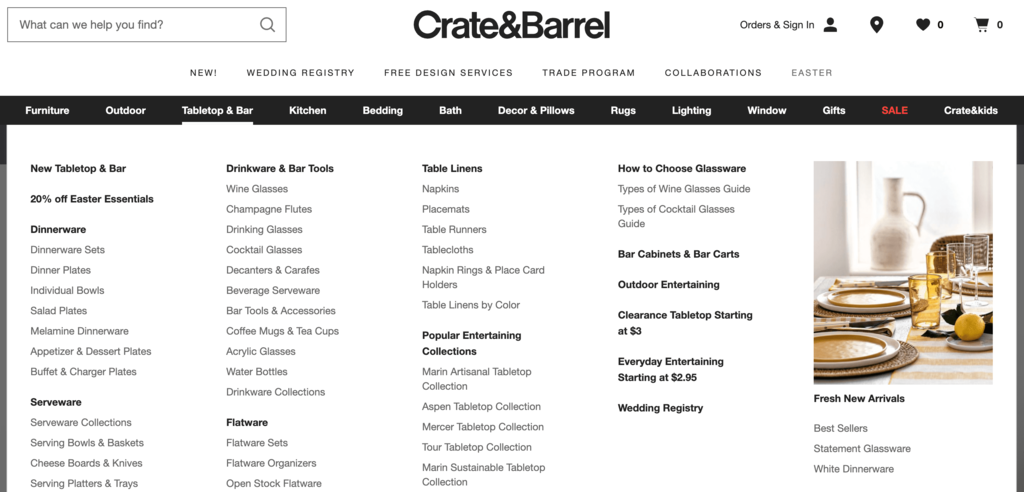 What can we help you find?
Crate&Barrel
Orders & Sign In
0
0
NEW!
WEDDING REGISTRY
FREE DESIGN SERVICES
TRADE PROGRAM
COLLABORATIONS
EASTER
Furniture
Outdoor
Tabletop & Bar
Kitchen
Bedding
Bath
Decor & Pillows
Rugs
Lighting
Window
Gifts
SALE
Crate&kids
New Tabletop & Bar
20% off Easter Essentials
Dinnerware
Dinnerware Sets
Dinner Plates
Individual Bowls
Salad Plates
Melamine Dinnerware
Appetizer & Dessert Plates
Buffet & Charger Plates
Serveware
Serveware Collections
Serving Bowls & Baskets
Cheese Boards & Knives
Serving Platters & Trays
Drinkware & Bar Tools
Wine Glasses
Champagne Flutes
Drinking Glasses
Cocktail Glasses
Decanters & Carafes
Beverage Serveware
Bar Tools & Accessories
Coffee Mugs & Tea Cups
Acrylic Glasses
Water Bottles
Drinkware Collections
Flatware
Flatware Sets
Flatware Organizers
Open Stock Flatware
Table Linens
Napkins
Placemats
Table Runners
Tablecloths
Napkin Rings & Place Card
Holders
Table Linens by Color
Popular Entertaining
Collections
Marin Artisanal Tabletop
Collection
Aspen Tabletop Collection
Mercer Tabletop Collection
Tour Tabletop Collection
Marin Sustainable Tabletop
Collection
How to Choose Glassware
Types of Wine Glasses Guide
Types of Cocktail Glasses
Guide
Bar Cabinets & Bar Carts
Outdoor Entertaining
Clearance Tabletop Starting
at $3
Everyday Entertaining
Starting at $2.95
Wedding Registry
Fresh New Arrivals
Best Sellers
Statement Glassware
White Dinnerware